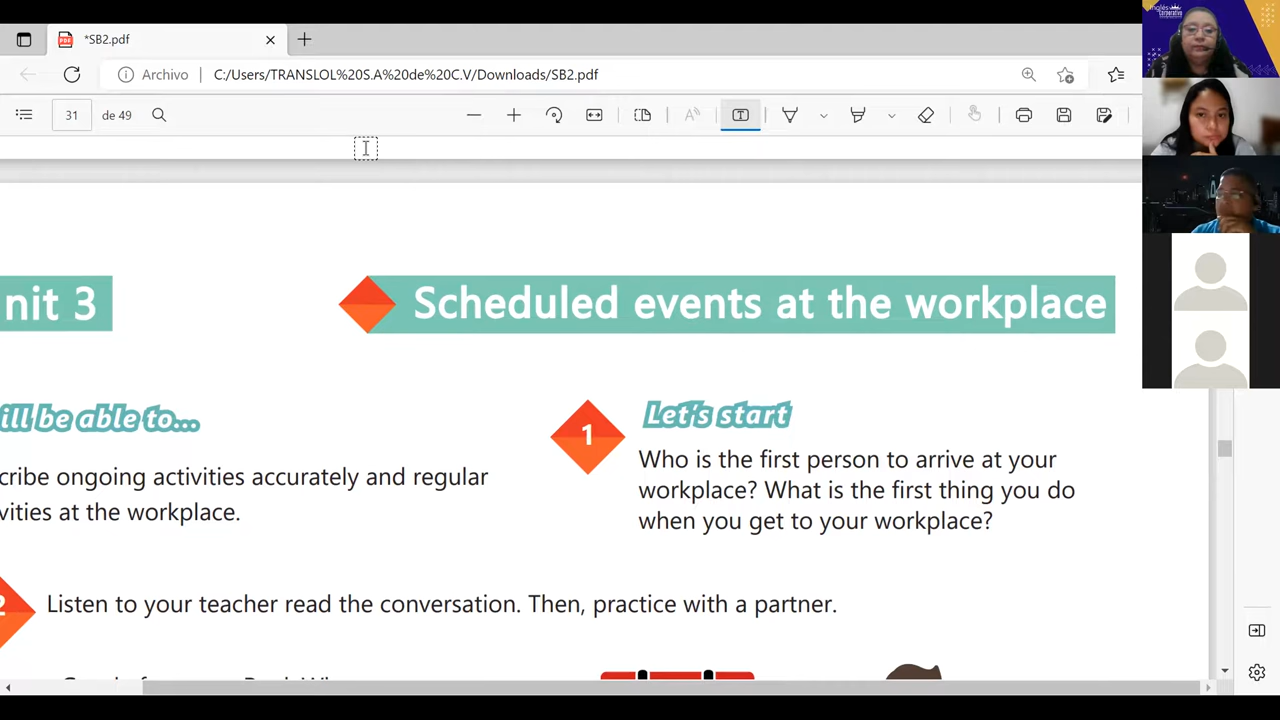 *SB2.pdf
Archivo
C:/Users/TRANSLOL%20S.A%20de%20C.V/Downloads/SB2.pdf
31
de 49
nit 3
Scheduled events at the workplace
ill be able to...
cribe ongoing activities accurately and regular
vities at the workplace.
1
Let's start
Who is the first person to arrive at your
workplace? What is the first thing you do
when you get to your workplace?
2
Listen to your teacher read the conversation. Then, practice with a partner.
Inglés
Corporativo